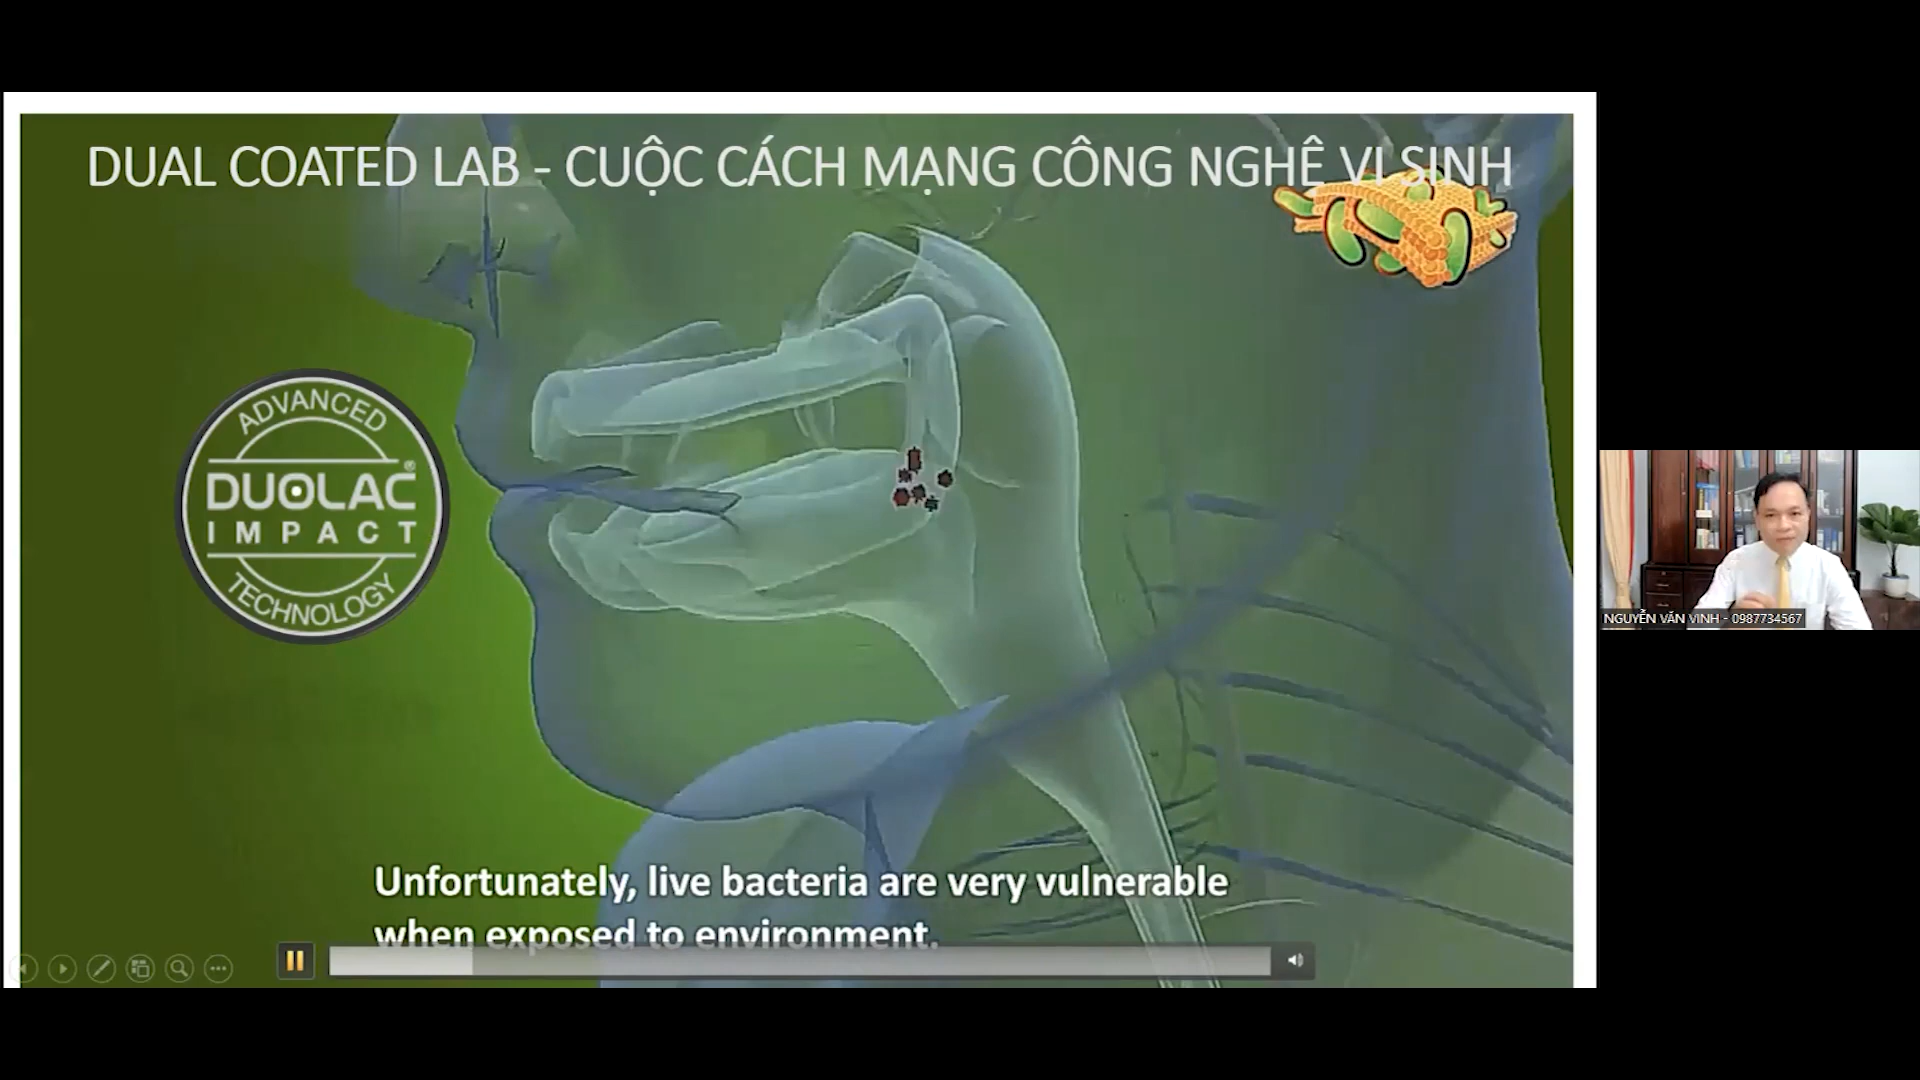 DUAL COATED LAB - CUỘC CÁCH MẠNG CÔNG NGHỆ VI SINH
ADVANCED
DUOLAC®
IMPACT
TECHNOLOGY
Unfortunately, live bacteria are very vulnerable
when exposed to environment.
NGUYỄN VĂN VINH - 0987734567